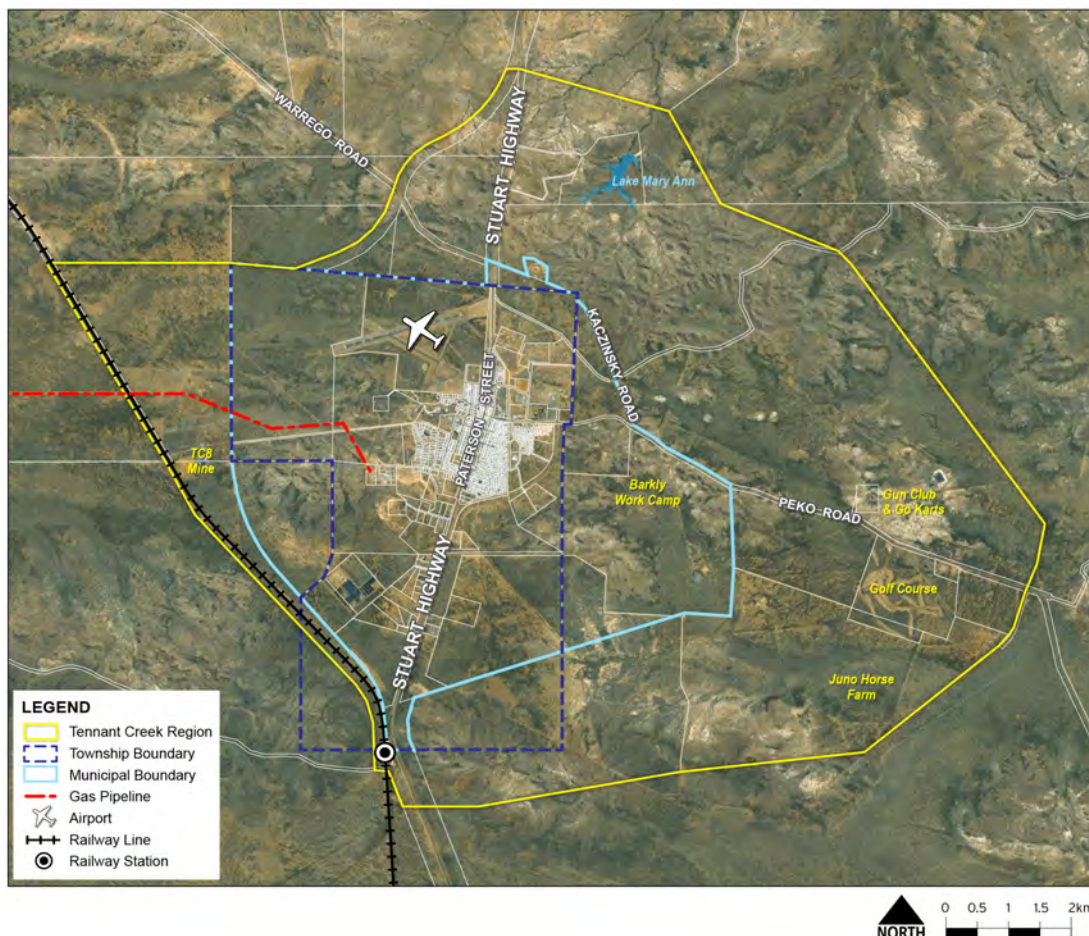 WARREGO ROAD
STUART HIGHWAY
Lake Mary Ann
KACZINSKY ROAD
PATERSON STREET
TC8
Mine
Barkly
Work Camp
PEKO ROAD
Gun Club
& Go Karts
Golf Course
STUART HIGHWAY
Juno Horse
Farm
LEGEND
Tennant Creek Region
Township Boundary
Municipal Boundary
Gas Pipeline
Airport
Railway Line
Railway Station
NORTH
0 0.5 1 1.5 2km